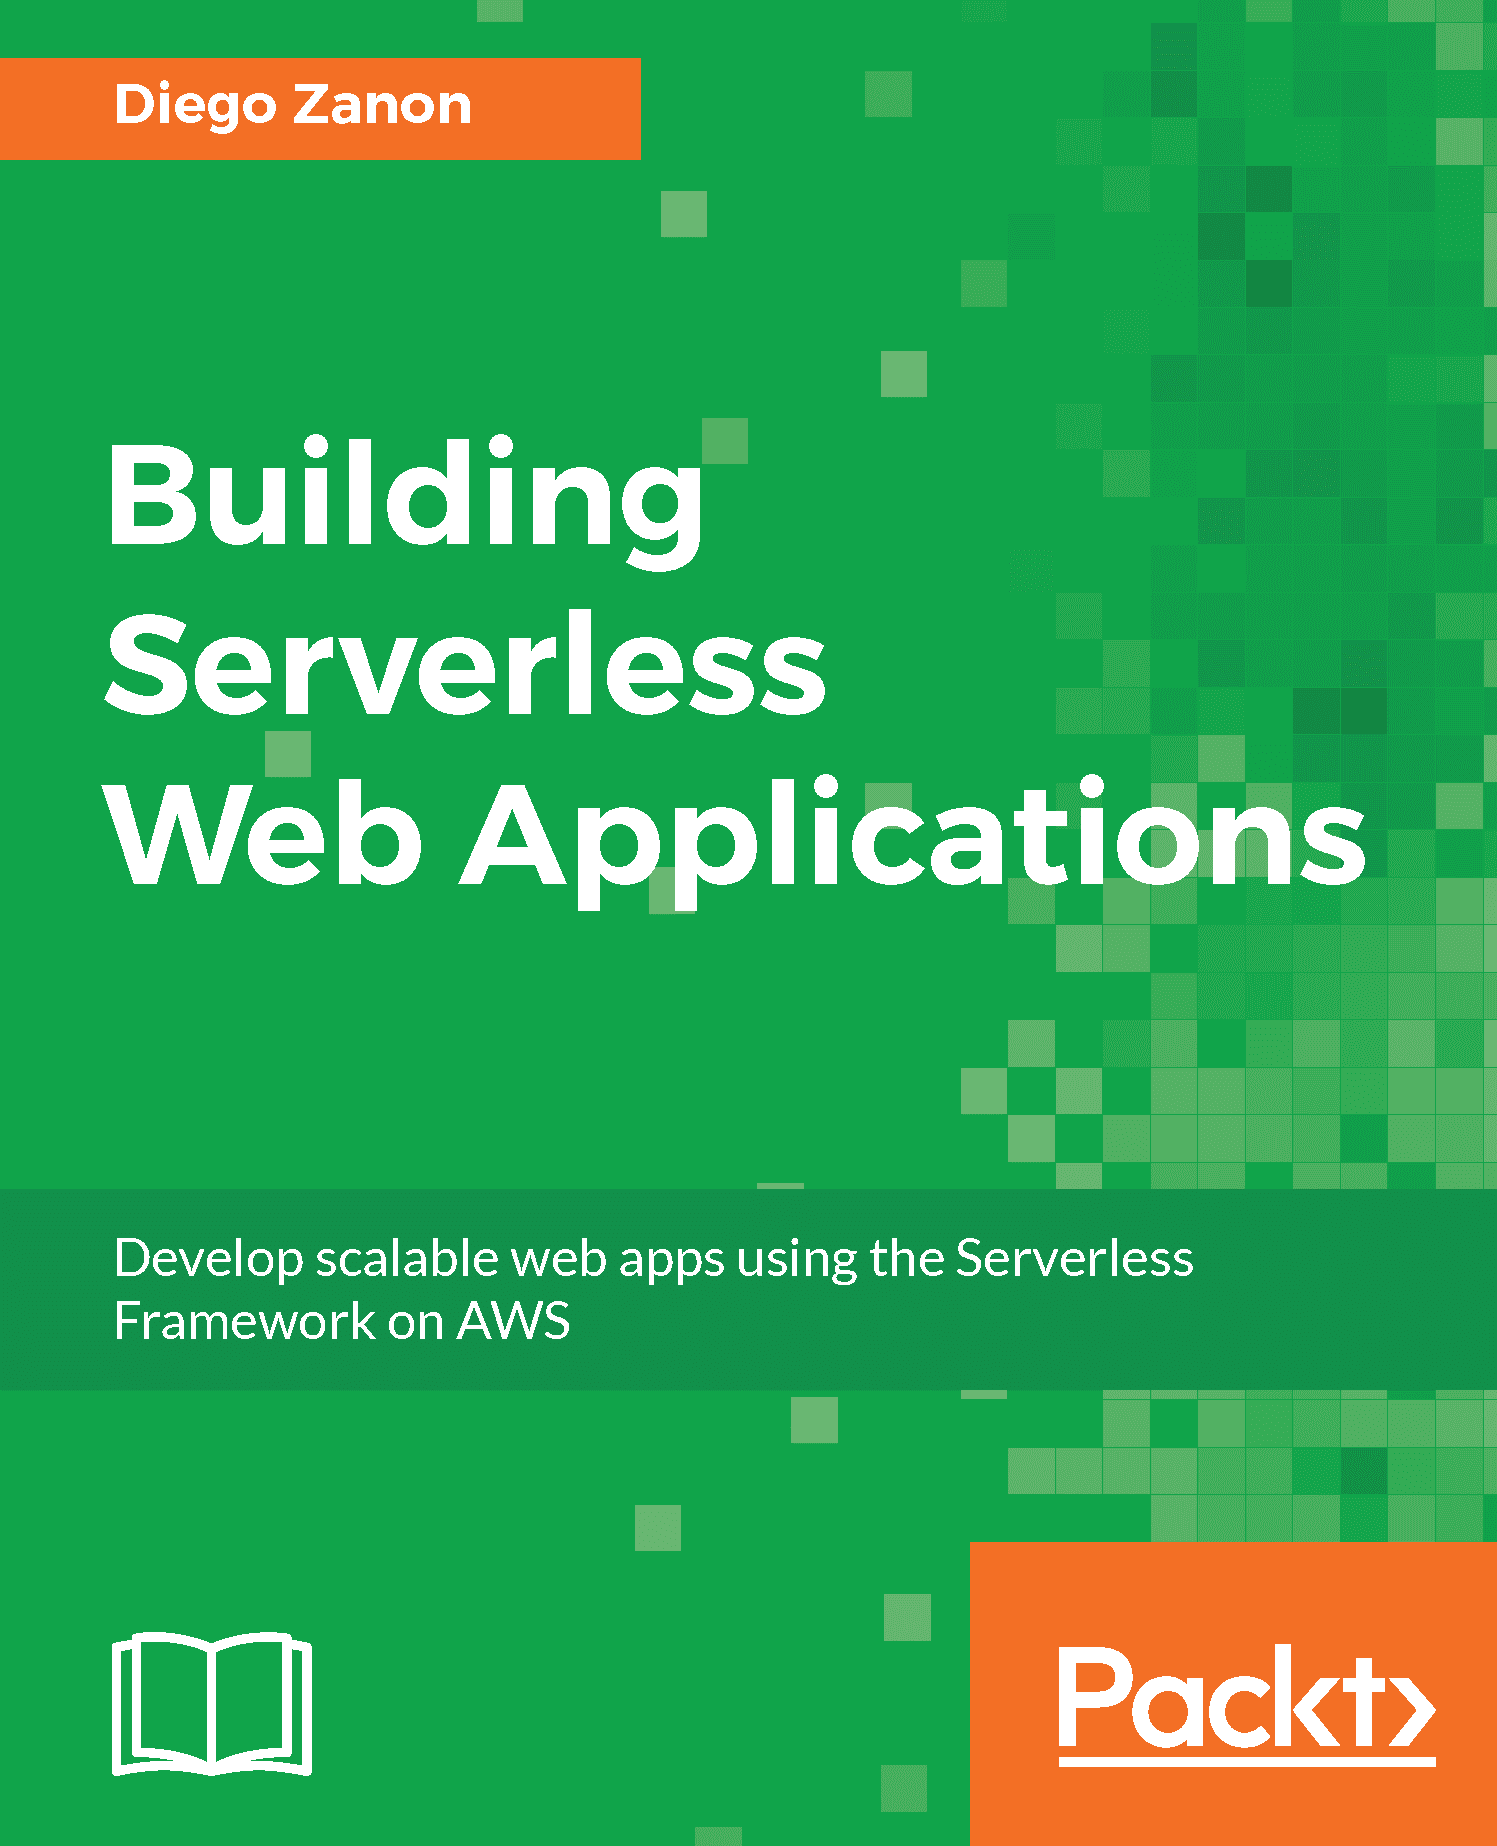 Diego Zanon
Building
Serverless
Web Applications
Develop scalable web apps using the Serverless
Framework on AWS
Packt>